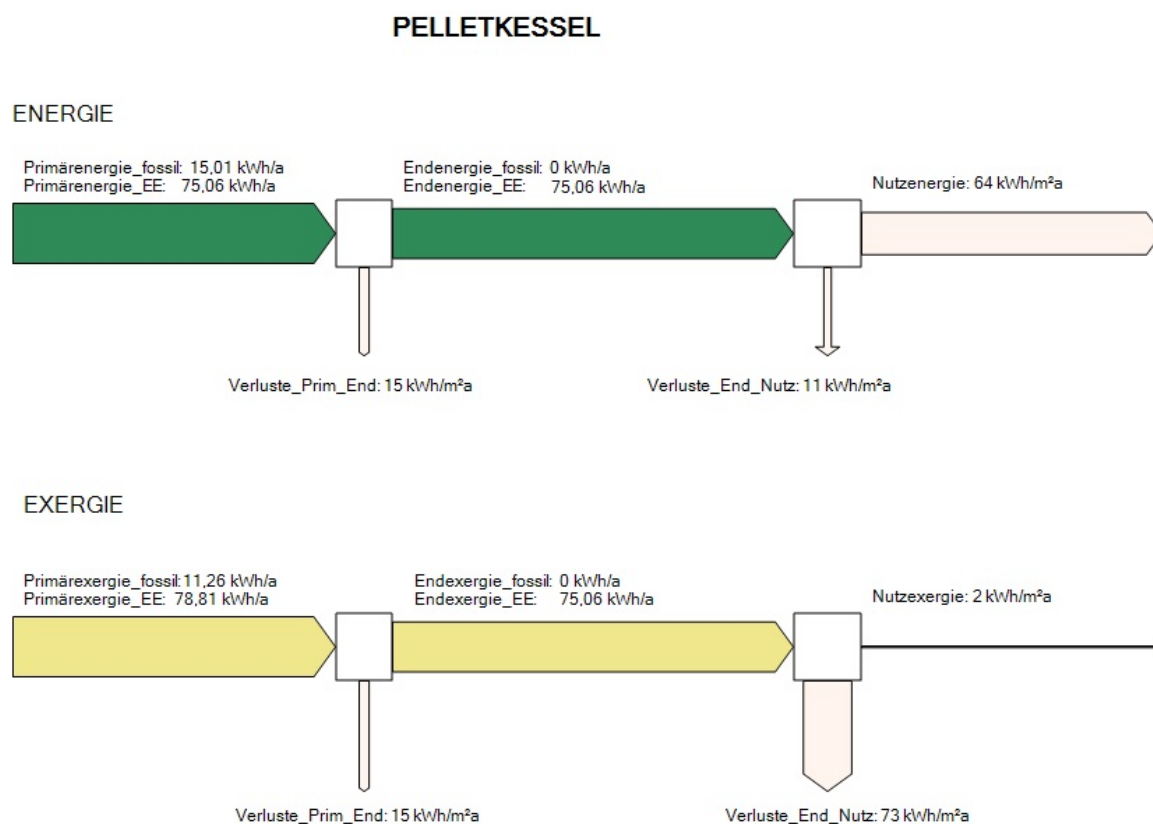 PELLETKESSEL
ENERGIE
Primärenergie_fossil: 15,01 kWh/a
Primärenergie_EE: 75,06 kWh/a
Endenergie_fossil: 0 kWh/a
Endenergie_EE: 75,06 kWh/a
Nutzenergie: 64 kWh/m²a
Verluste_Prim_End: 15 kWh/m²a
Verluste_End_Nutz: 11 kWh/m²a
EXERGIE
Primärexergie_fossil: 11,26 kWh/a
Primärexergie_EE: 78,81 kWh/a
Endexergie_fossil: 0 kWh/a
Endexergie_EE: 75,06 kWh/a
Nutzexergie: 2 kWh/m²a
Verluste_Prim_End: 15 kWh/m²a
Verluste_End_Nutz: 73 kWh/m²a